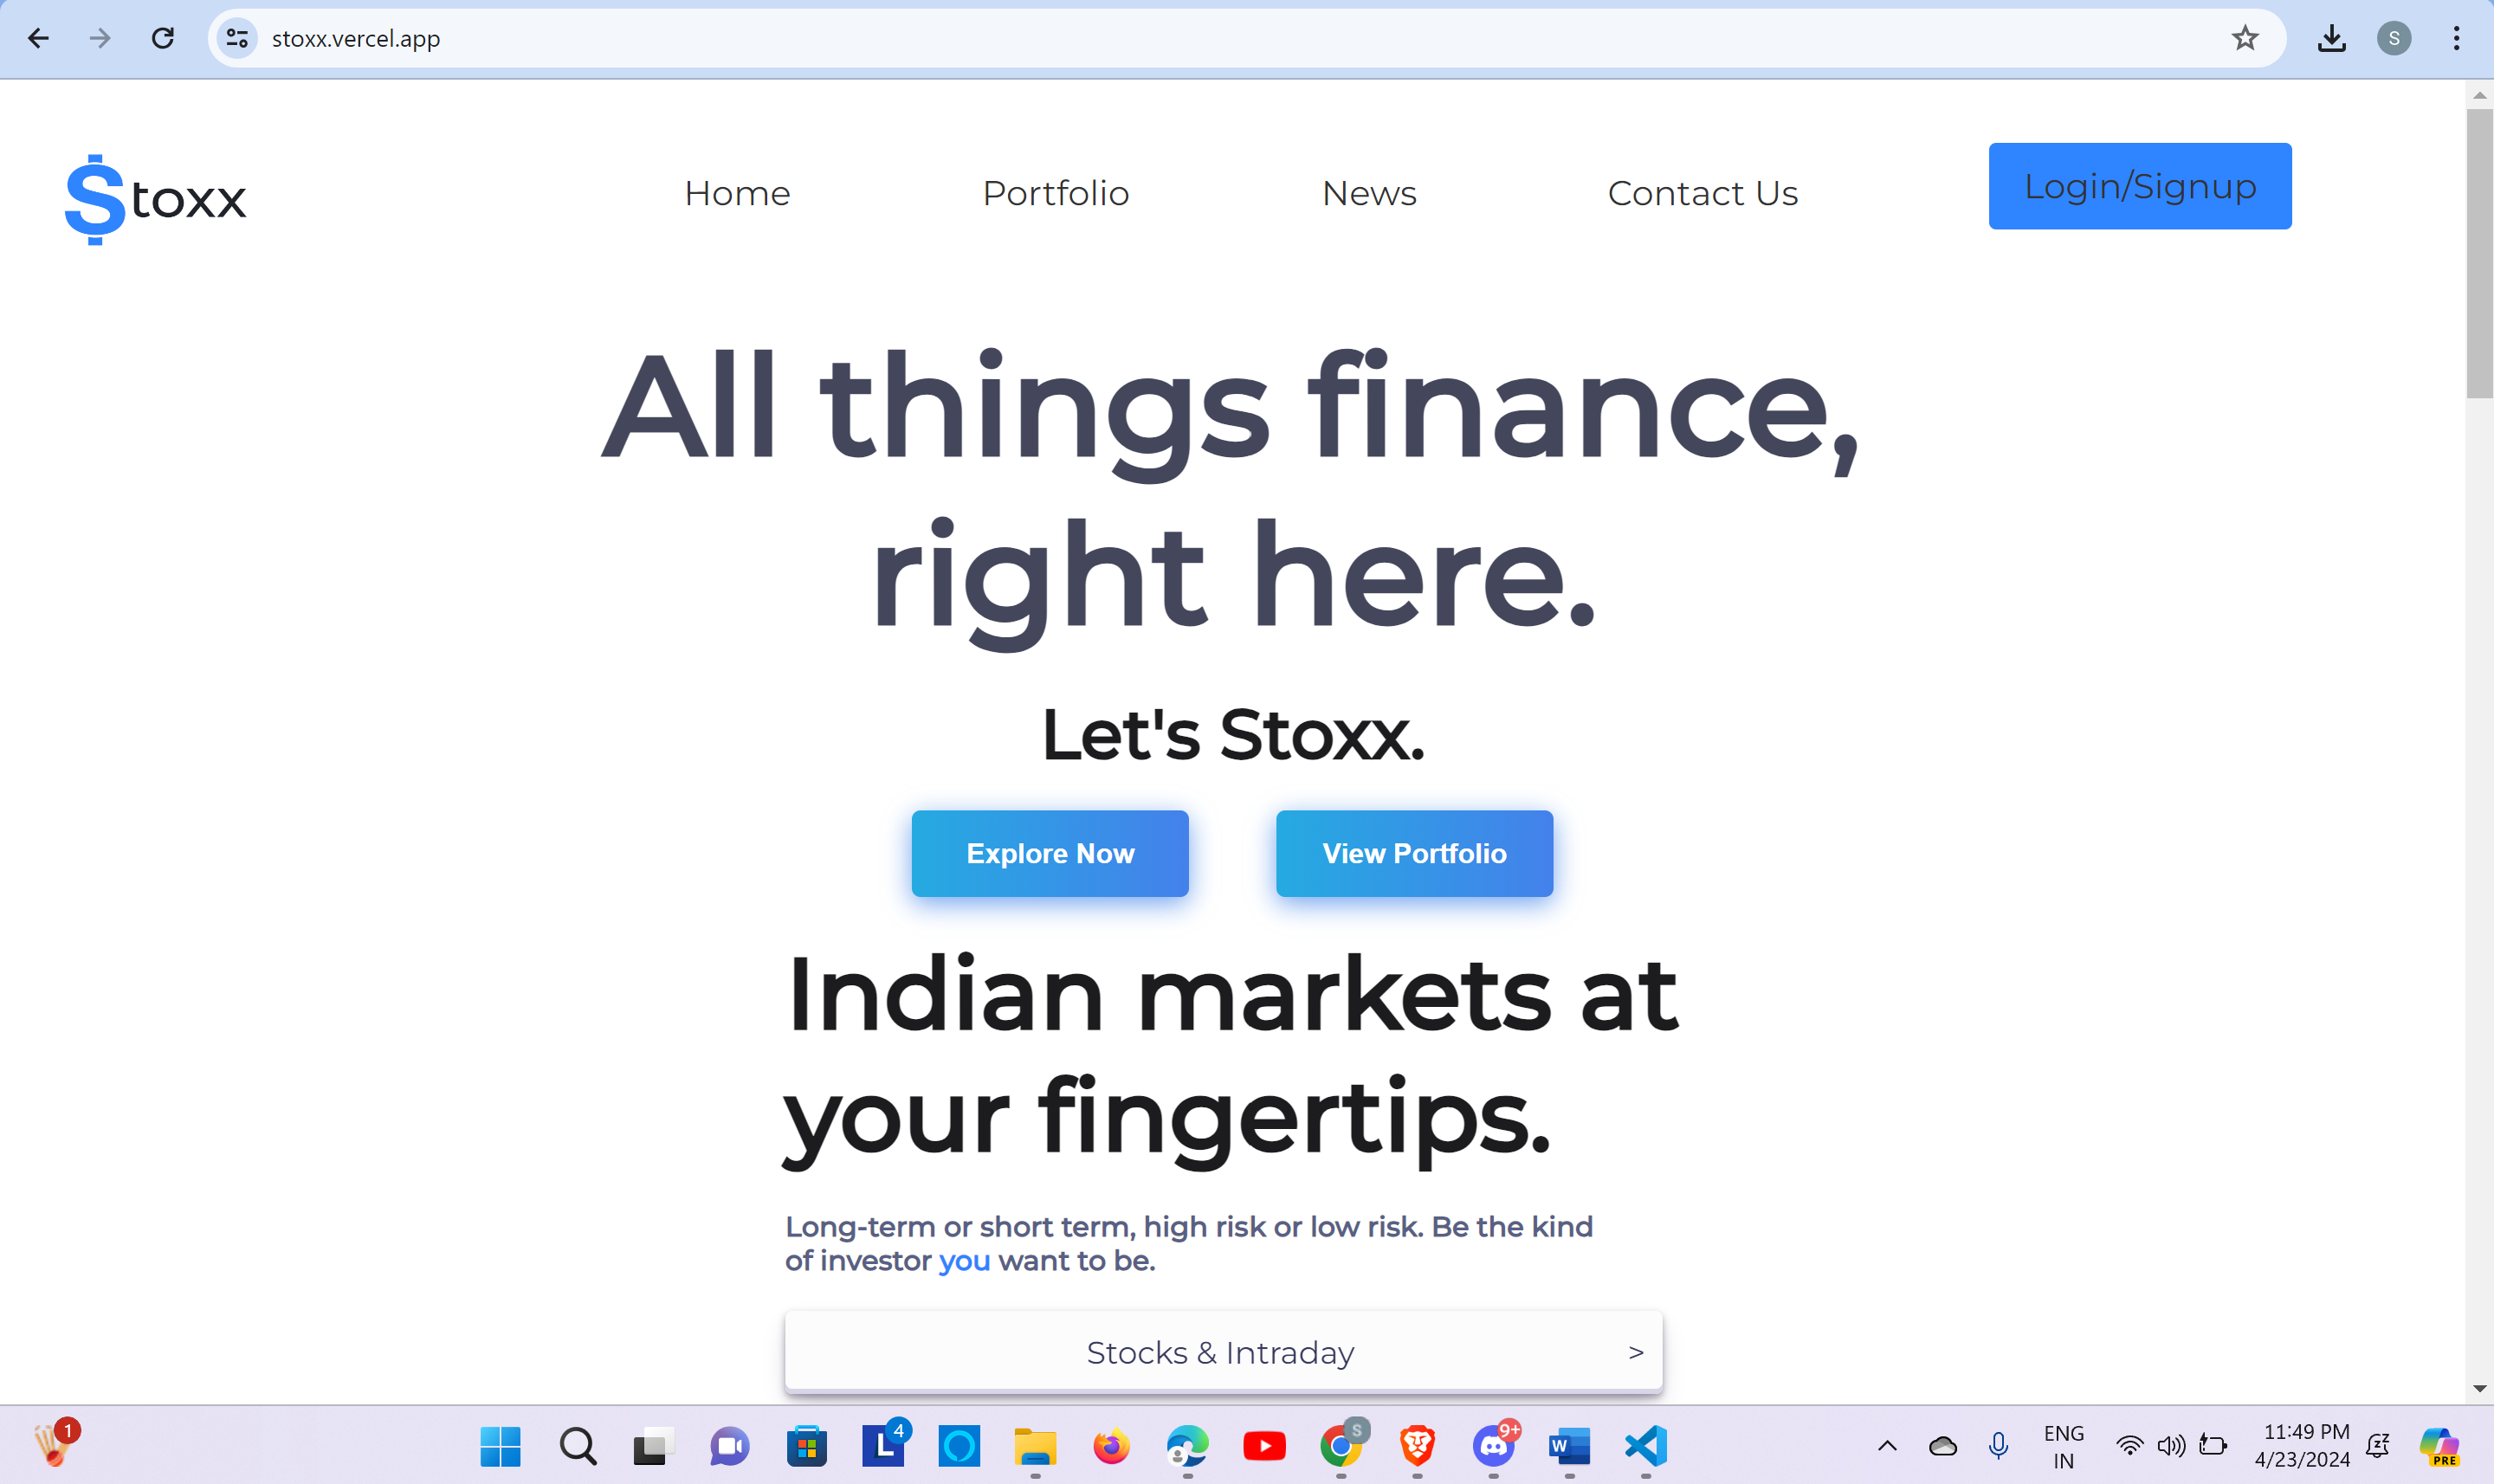 stoxx.vercel.app
S
$toxx
Home
Portfolio
News
Contact Us
Login/Signup
All things finance,
right here.
Let's Stoxx.
Explore Now
View Portfolio
Indian markets at
your fingertips.
Long-term or short term, high risk or low risk. Be the kind
of investor you want to be.
Stocks & Intraday
>
1
L
4
S
9+
W
ENG
IN
11:49 PM
4/23/2024
PRE